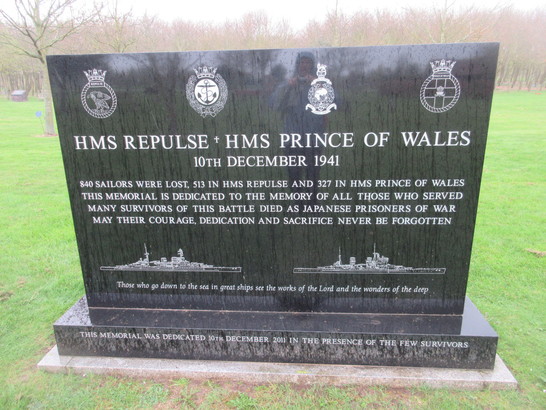 HMS REPULSE † HMS PRINCE OF WALES
10TH DECEMBER 1941
840 SAILORS WERE LOST, 513 IN HMS REPULSE AND 327 IN HMS PRINCE OF WALES
THIS MEMORIAL IS DEDICATED TO THE MEMORY OF ALL THOSE WHO SERVED
MANY SURVIVORS OF THIS BATTLE DIED AS JAPANESE PRISONERS OF WAR
MAY THEIR COURAGE, DEDICATION AND SACRIFICE NEVER BE FORGOTTEN
Those who go down to the sea in great ships see the works of the Lord and the wonders of the deep
THIS MEMORIAL WAS DEDICATED 10TH DECEMBER 2011 IN THE PRESENCE OF THE FEW SURVIVORS